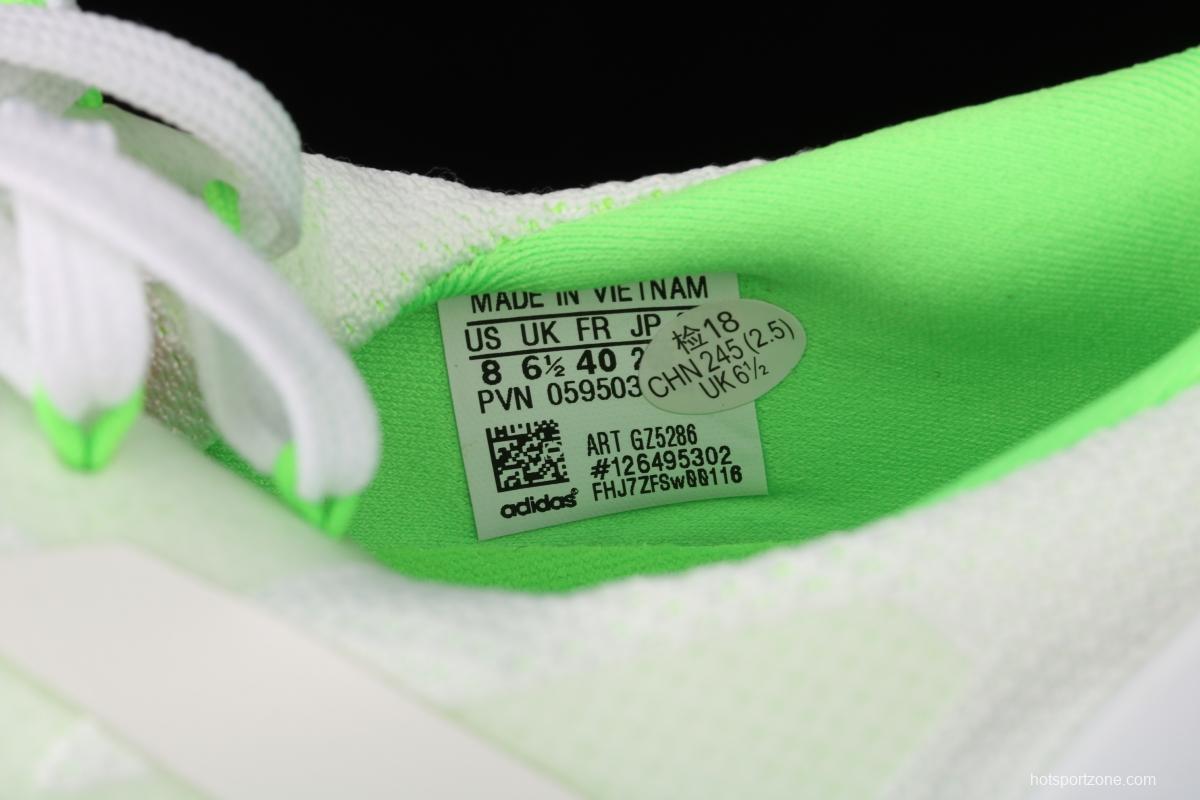 MADE IN VIETNAM
US UK FR JP
8 6½ 40 2
PVN 059503
检18
CHN 245 (2.5)
UK 6½
ART GZ5286
#126495302
FHJ7ZFSw00116
adidas
hotsportzone.com